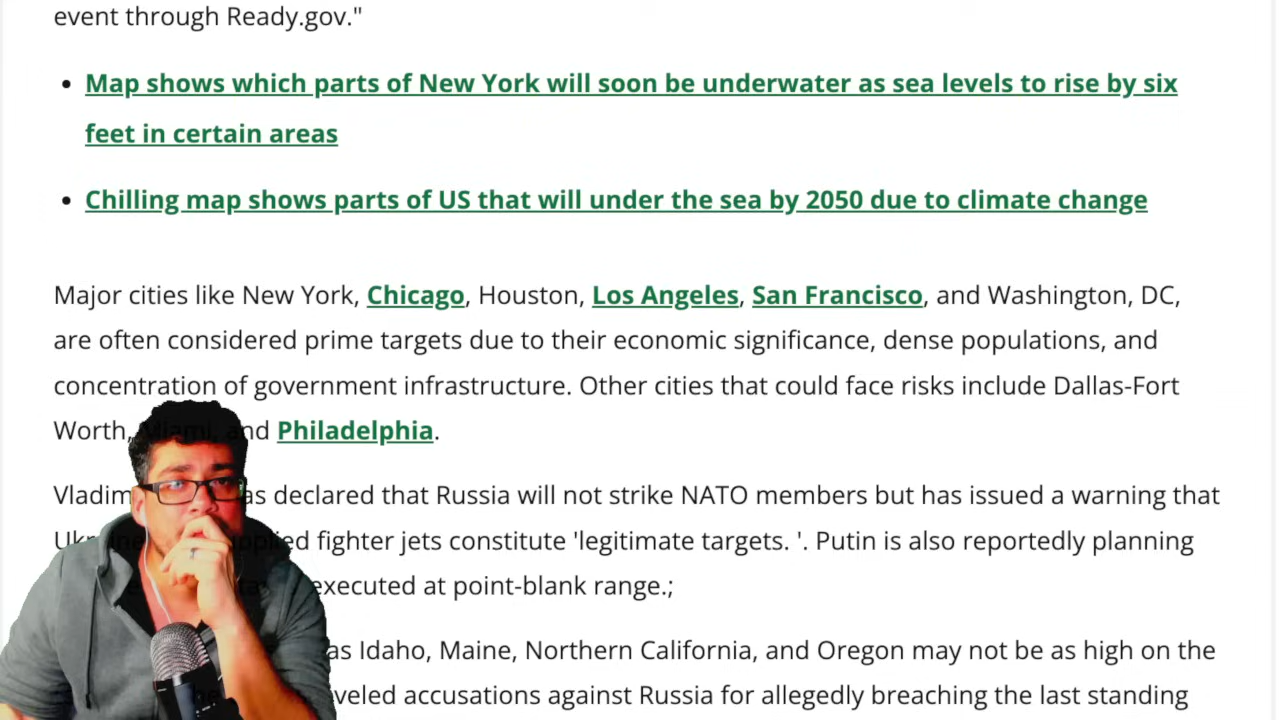 event through Ready.gov."
• Map shows which parts of New York will soon be underwater as sea levels to rise by six
feet in certain areas
• Chilling map shows parts of US that will under the sea by 2050 due to climate change
Major cities like New York, Chicago, Houston, Los Angeles, San Francisco, and Washington, DC,
are often considered prime targets due to their economic significance, dense populations, and
concentration of government infrastructure. Other cities that could face risks include Dallas-Fort
Worth, Miami, and Philadelphia.
declared that Russia will not strike NATO members but has issued a warning that
fighter jets constitute 'legitimate targets. '. Putin is also reportedly planning
executed at point-blank range.;
as Idaho, Maine, Northern California, and Oregon may not be as high on the
accusations against Russia for allegedly breaching the last standing